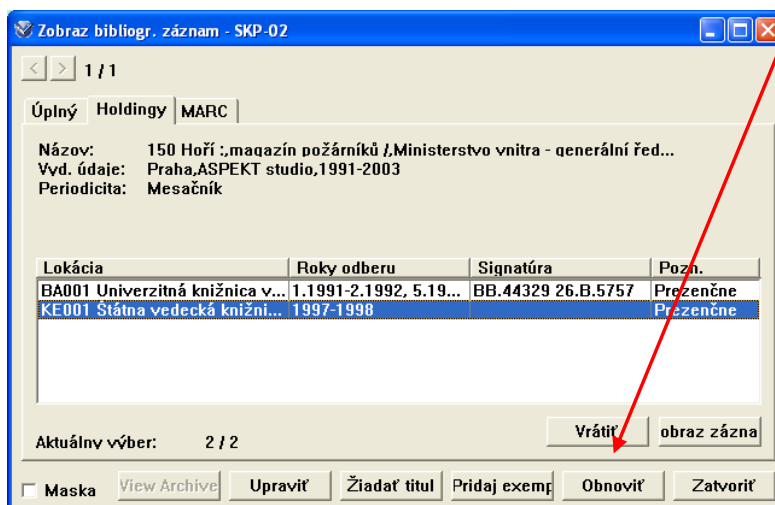 Zobraz bibliogr. záznam - SKP-02
< > 1 / 1
Úplný Holdingy MARC
Názov: 150 Hoří :,magazín požárníků /,Ministerstvo vnitra - generální řed...
Vyd. údaje: Praha,ASPEKT studio,1991-2003
Periodicita: Mesačník
Lokácia Roky odberu Signatúra Pozn.
BA001 Univerzitná knižnica v... 1.1991-2.1992, 5.19... BB.44329 26.B.5757 Prezenčne
KE001 Štátna vedecká knižni... 1997-1998 Prezenčne
Aktuálny výber: 2 / 2 Vrátiť obraz zázna
Maska View Archive Upraviť Žiadať titul Pridaj exemp Obnoviť Zatvoriť